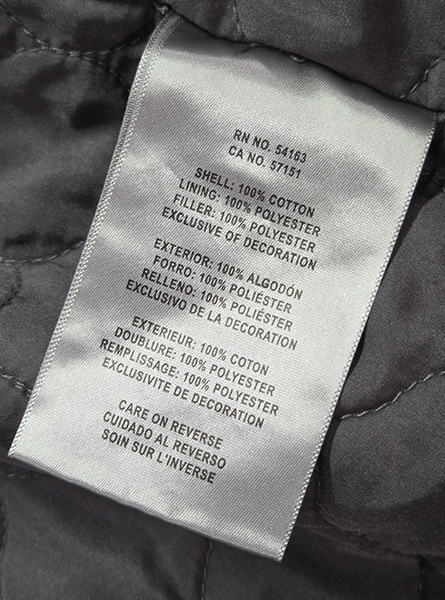 RN NO. 54163
CA NO. 57151
SHELL: 100% COTTON
LINING: 100% POLYESTER
FILLER: 100% POLYESTER
EXCLUSIVE OF DECORATION
EXTERIOR: 100% ALGODÓN
FORRO: 100% POLIÉSTER
RELLENO: 100% POLIÉSTER
EXCLUSIVO DE LA DECORATION
EXTERIEUR: 100% COTON
DOUBLURE: 100% POLYESTER
REMPLISSAGE: 100% POLYESTER
EXCLUSIVITE DE DECORATION
CARE ON REVERSE
CUIDADO AL REVERSO
SOIN SUR L'INVERSE